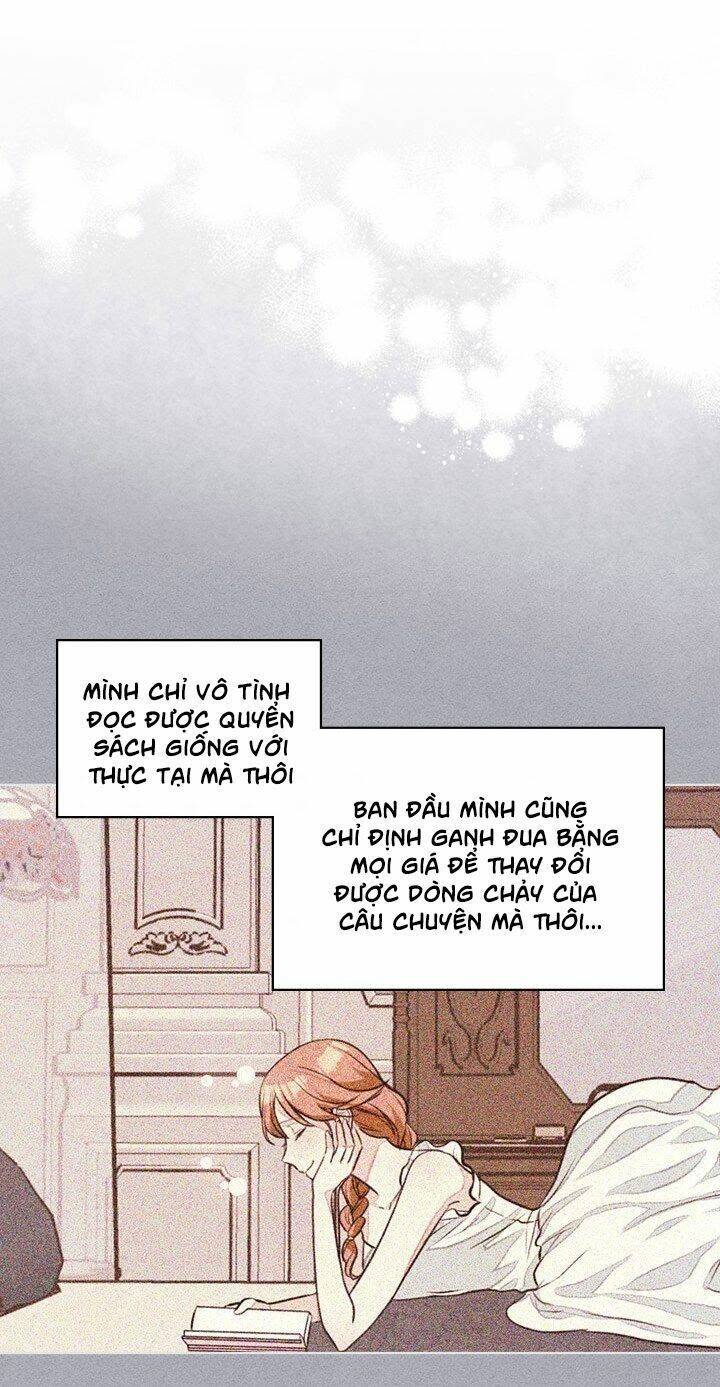 MÌNH CHỈ VÔ TÌNH
ĐỌC ĐƯỢC QUYỂN
SÁCH GIỐNG VỚI
THỰC TẠI MÀ THÔI
BAN ĐẦU MÌNH CŨNG
CHỈ ĐỊNH GANH ĐUA BẰNG
MỌI GIÁ ĐỂ THAY ĐỔI
ĐƯỢC DÒNG CHẢY CỦA
CÂU CHUYỆN MÀ THÔI...